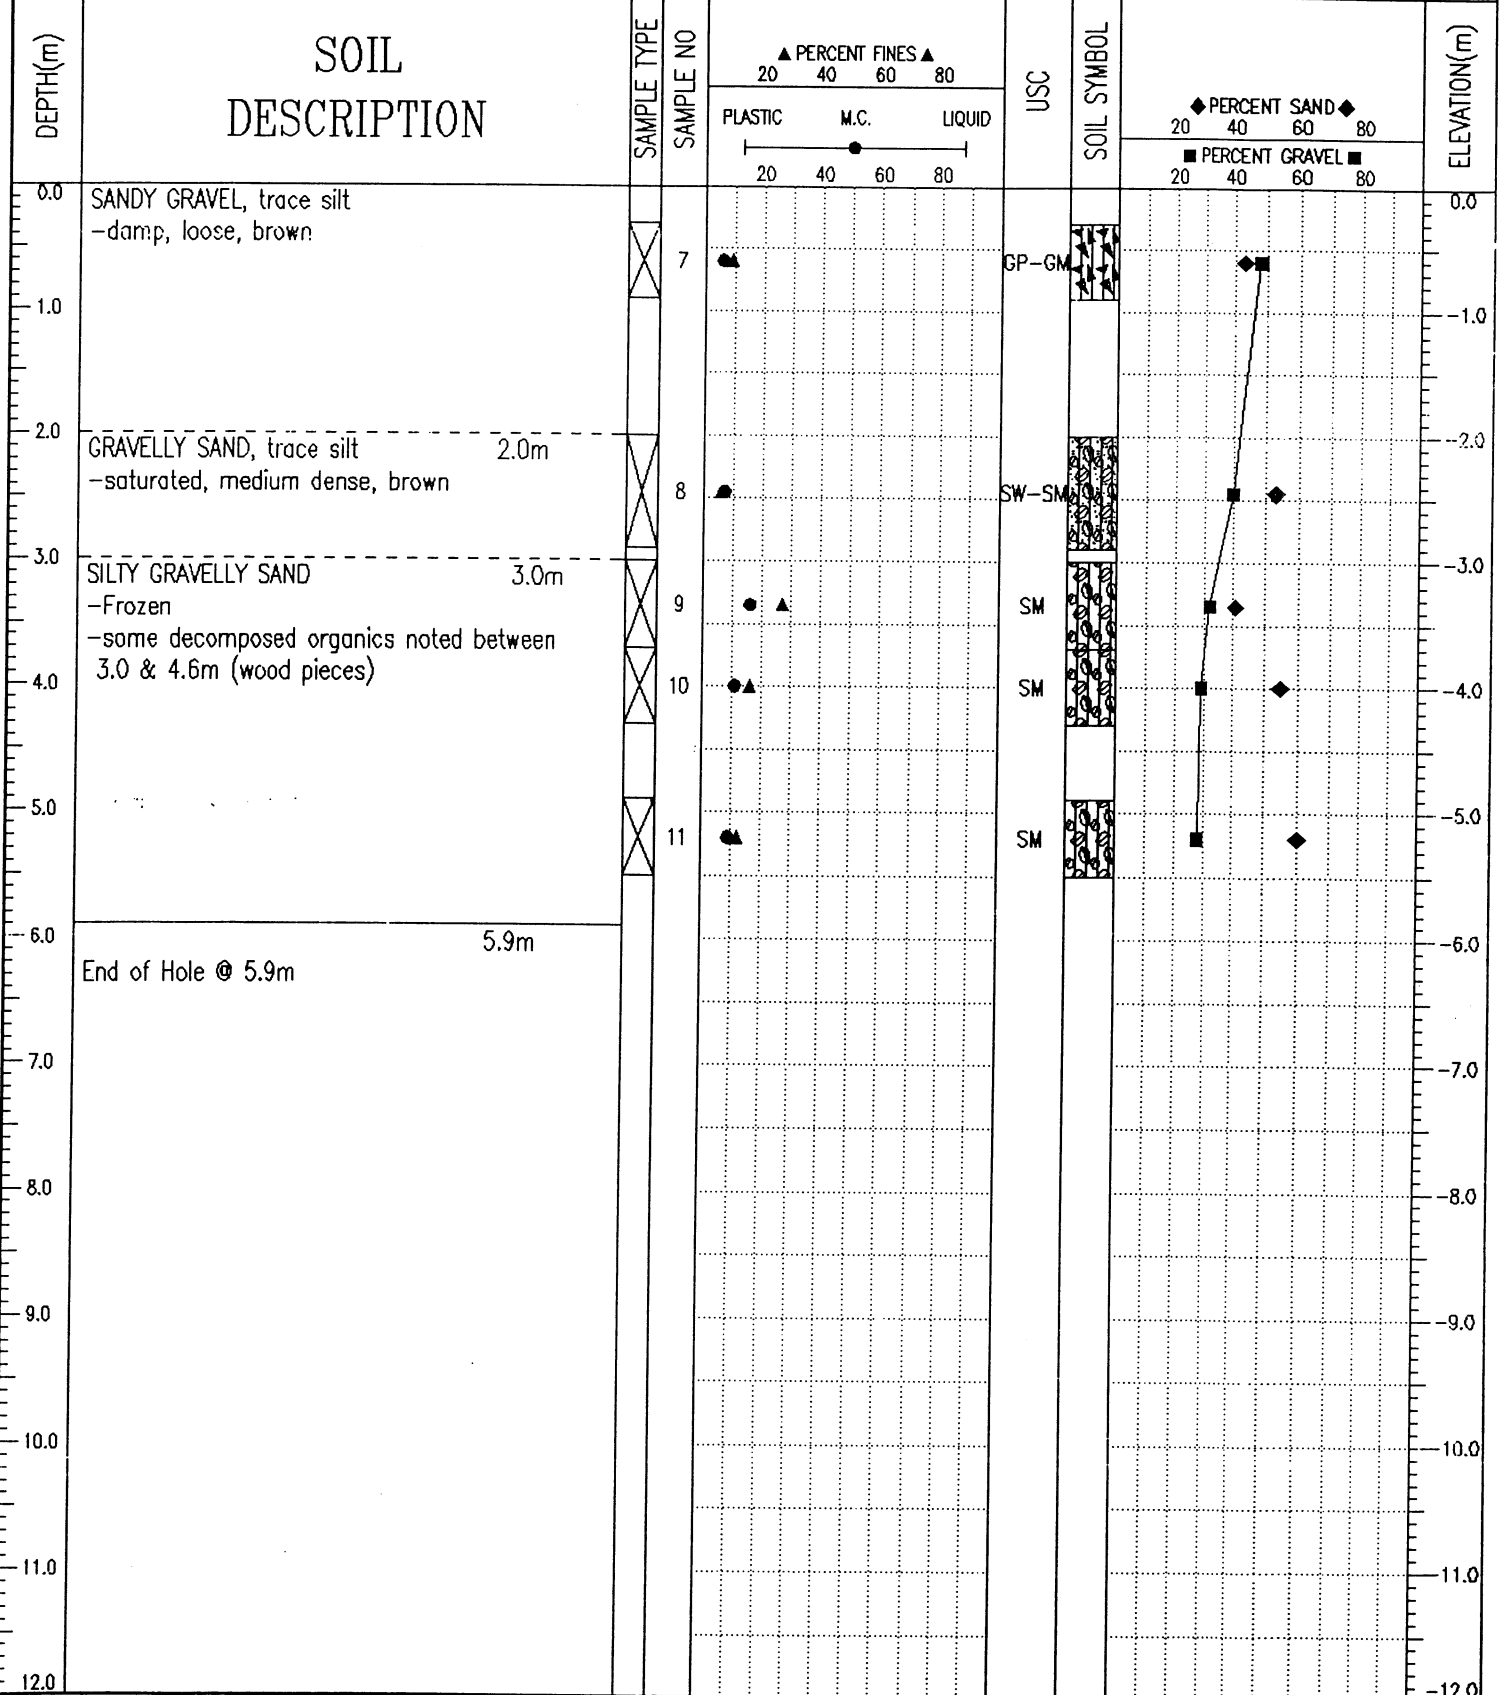 DEPTH(m)
SOIL
DESCRIPTION
SAMPLE TYPE
SAMPLE NO
▲ PERCENT FINES ▲
20 40 60 80
PLASTIC M.C. LIQUID
20 40 60 80
USC
SOIL SYMBOL
◆ PERCENT SAND ◆
20 40 60 80
■ PERCENT GRAVEL ■
20 40 60 80
ELEVATION(m)
0.0
SANDY GRAVEL, trace silt
0.0
-damp, loose, brown
7
GP-GM
1.0
-1.0
2.0
GRAVELLY SAND, trace silt 2.0m
-2.0
-saturated, medium dense, brown
8
SW-SM
3.0
SILTY GRAVELLY SAND 3.0m
-3.0
-Frozen
9
SM
-some decomposed organics noted between
3.0 & 4.6m (wood pieces)
4.0
10
SM
-4.0
5.0
-5.0
11
SM
6.0
5.9m
-6.0
End of Hole @ 5.9m
7.0
-7.0
8.0
-8.0
9.0
-9.0
10.0
-10.0
11.0
-11.0
12.0
-12.0